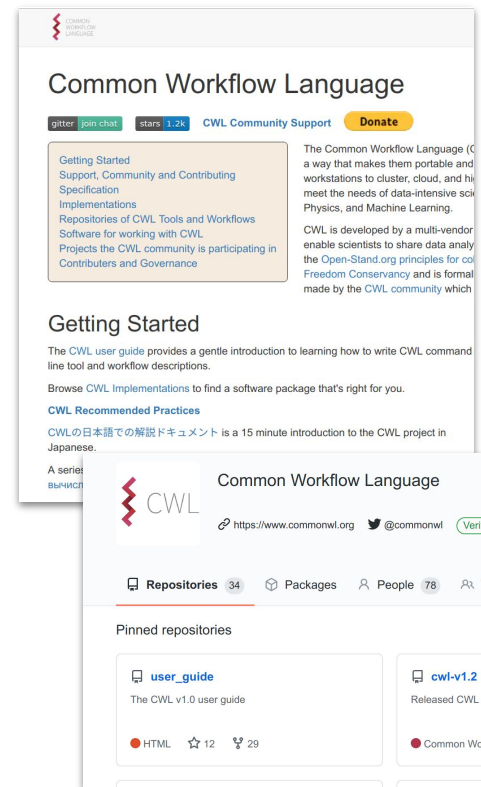 COMMON
WORKFLOW
LANGUAGE
Common Workflow Language
gitter join chat stars 1.2k CWL Community Support Donate
Getting Started
Support, Community and Contributing
Specification
Implementations
Repositories of CWL Tools and Workflows
Software for working with CWL
Projects the CWL community is participating in
Contributers and Governance
The Common Workflow Language (C
a way that makes them portable and
workstations to cluster, cloud, and hi
meet the needs of data-intensive scie
Physics, and Machine Learning.
CWL is developed by a multi-vendor
enable scientists to share data analy
the Open-Stand.org principles for col
Freedom Conservancy and is formal
made by the CWL community which
Getting Started
The CWL user guide provides a gentle introduction to learning how to write CWL command
line tool and workflow descriptions.
Browse CWL Implementations to find a software package that's right for you.
CWL Recommended Practices
CWLの日本語での解説ドキュメント is a 15 minute introduction to the CWL project in
Japanese.
A series
вычисл
CWL
Common Workflow Language
https://www.commonwl.org @commonwl Veri
Repositories 34 Packages People 78
Pinned repositories
user_guide
The CWL v1.0 user guide
HTML 12 29
cwl-v1.2
Released CWL
Common Wo